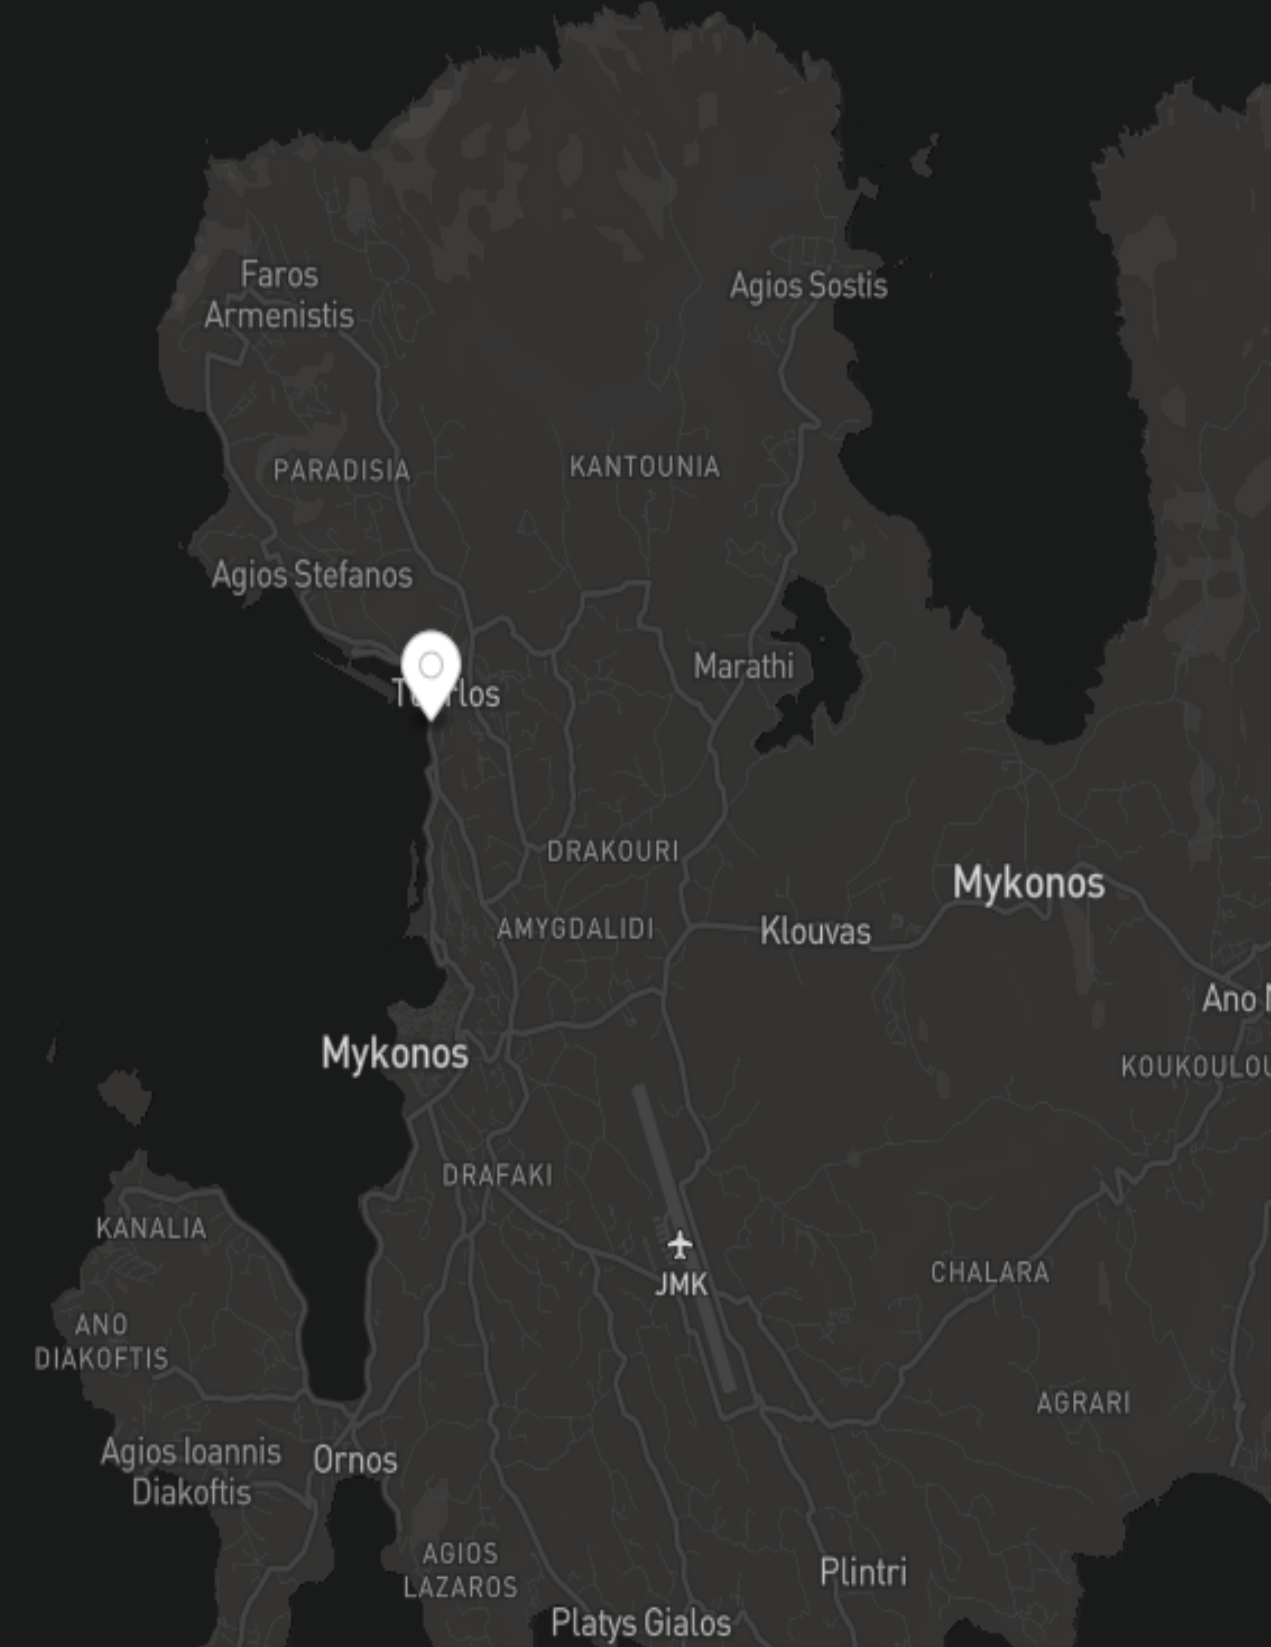 Faros
Armenistis
Agios Sostis
PARADISIA
KANTOUNIA
Agios Stefanos
Marathi
DRAKOURI
Mykonos
AMYGDALIDI
Klouvas
Ano
Mykonos
DRAFAKI
KANALIA
JMK
CHALARA
ANO
DIAKOFTIS
AGRARI
Agios Ioannis
Diakoftis
Ornos
AGIOS
LAZAROS
Plintri
Platys Gialos